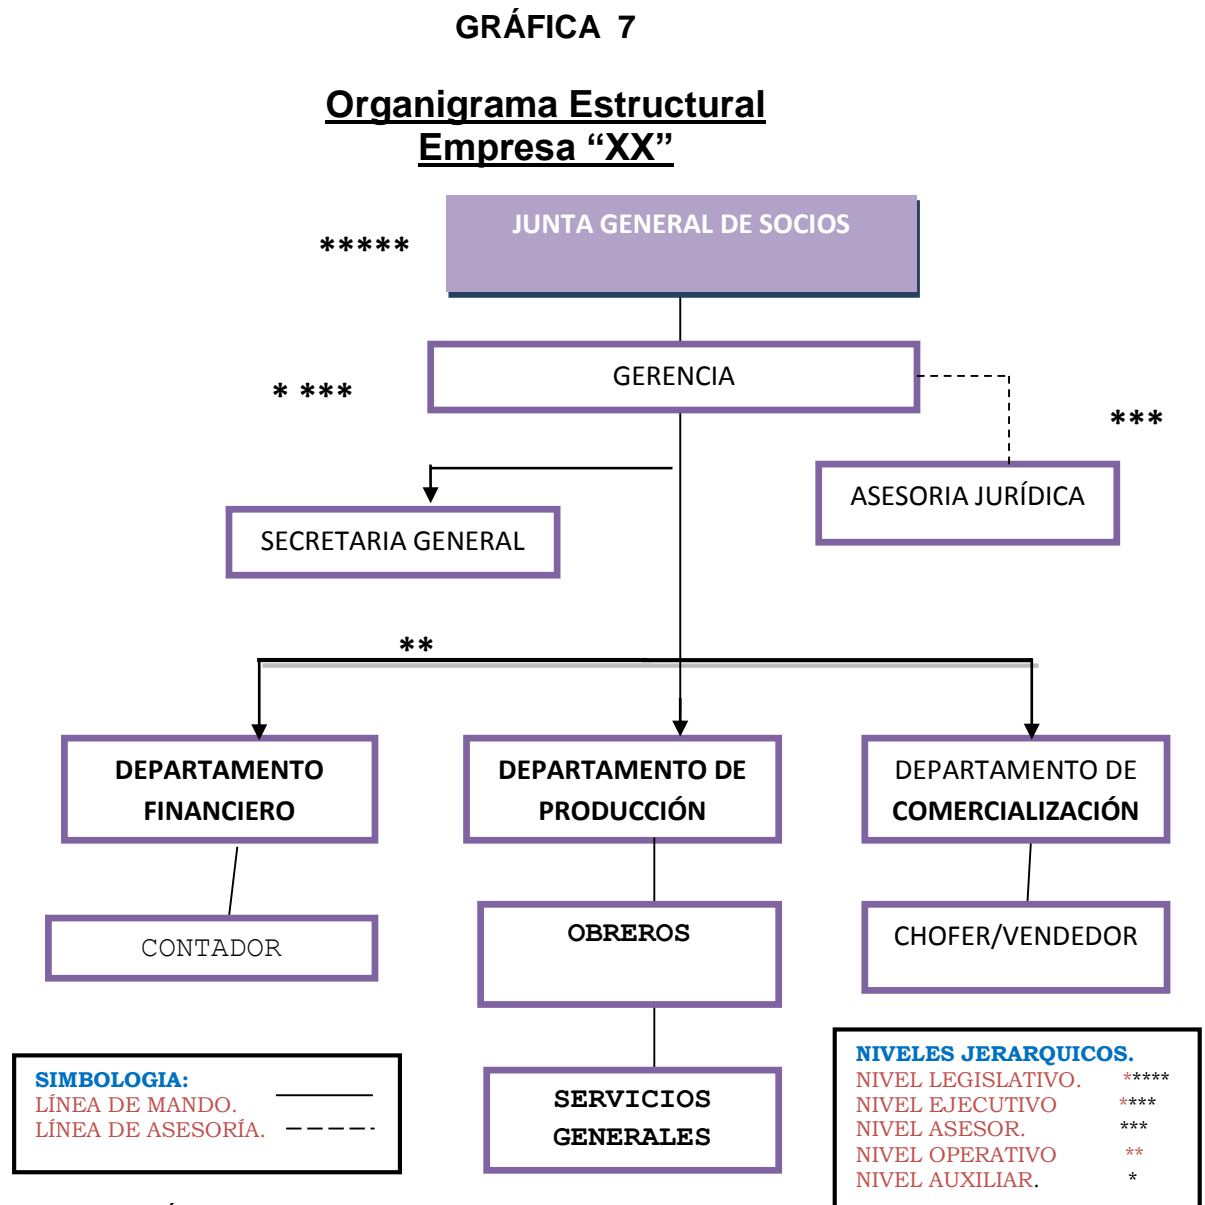 GRÁFICA 7
Organigrama Estructural
Empresa “XX”
JUNTA GENERAL DE SOCIOS
*****
GERENCIA
* ***
***
ASESORIA JURÍDICA
SECRETARIA GENERAL
**
DEPARTAMENTO
FINANCIERO
DEPARTAMENTO DE
PRODUCCIÓN
DEPARTAMENTO DE
COMERCIALIZACIÓN
CONTADOR
OBREROS
CHOFER/VENDEDOR
SERVICIOS
GENERALES
SIMBOLOGIA:
LÍNEA DE MANDO.
LÍNEA DE ASESORÍA.
NIVELES JERARQUICOS.
NIVEL LEGISLATIVO. *****
NIVEL EJECUTIVO ****
NIVEL ASESOR. ***
NIVEL OPERATIVO **
NIVEL AUXILIAR. *